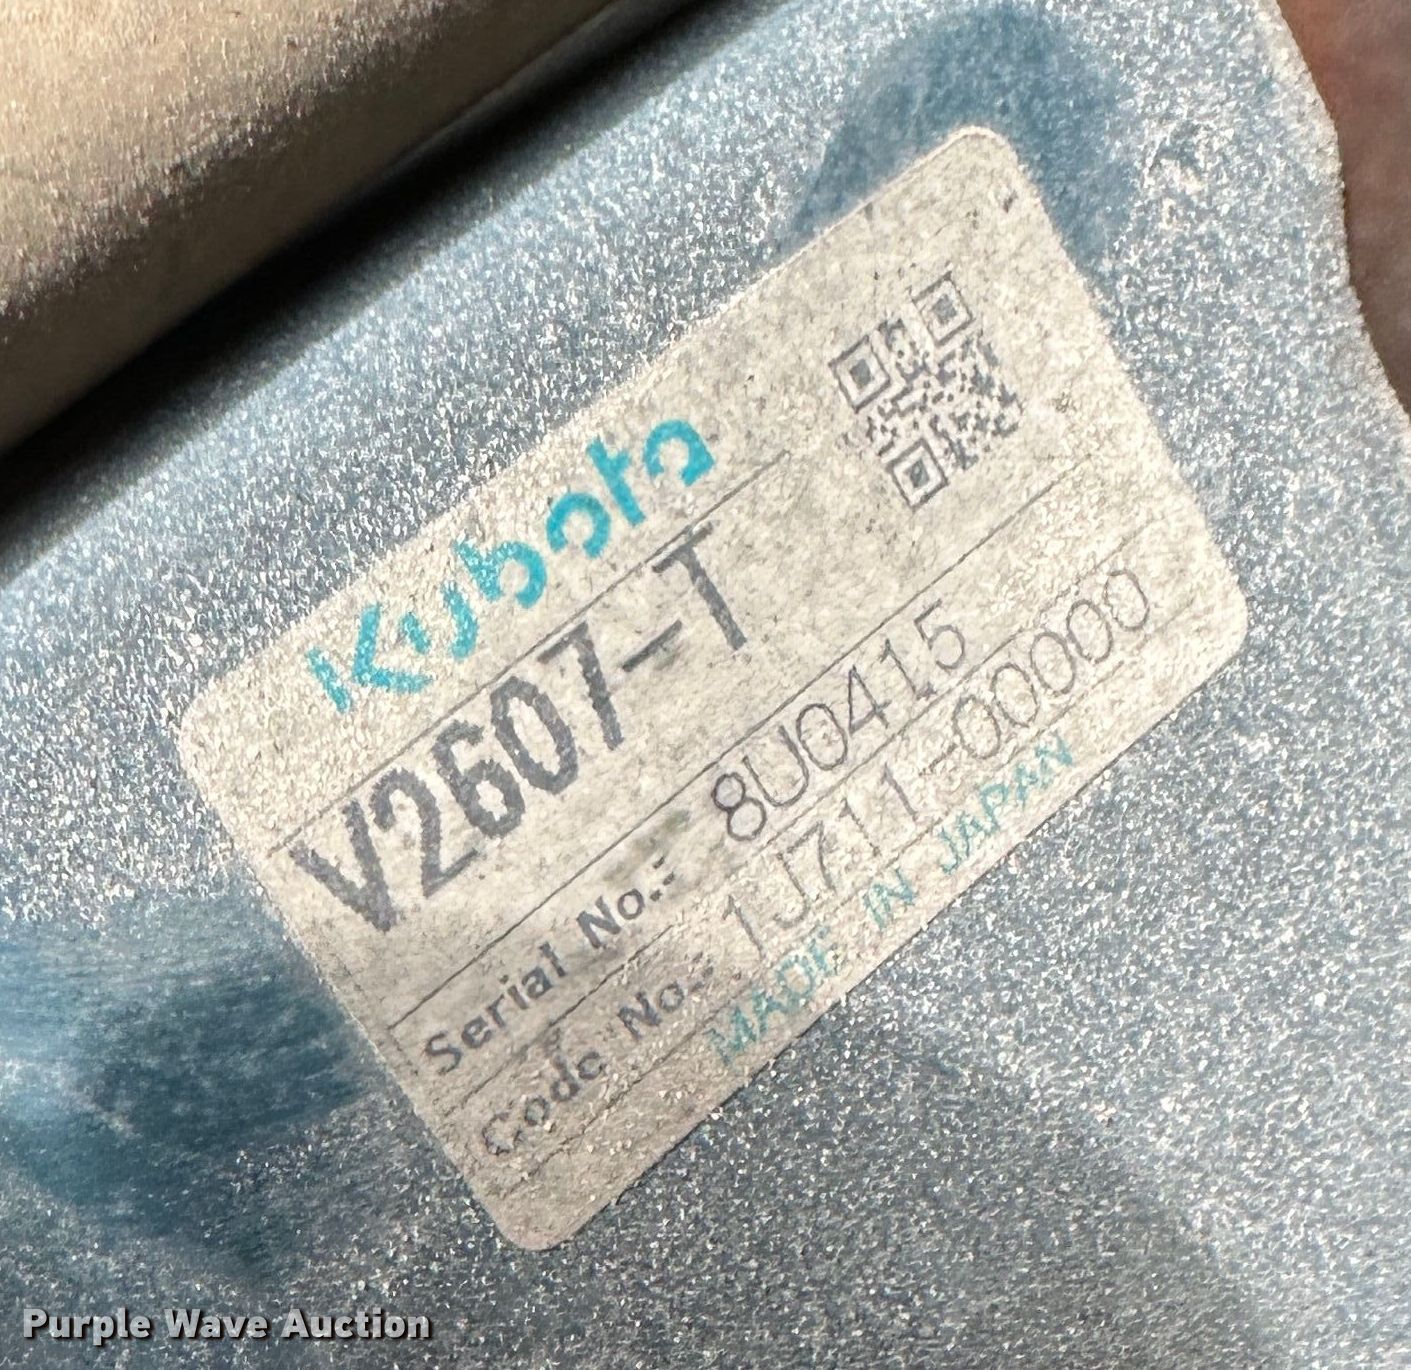 Kubota
V2607-T
Serial No.: 8U0415
Code No.: 1J711-00000
MADE IN JAPAN
Purple Wave Auction